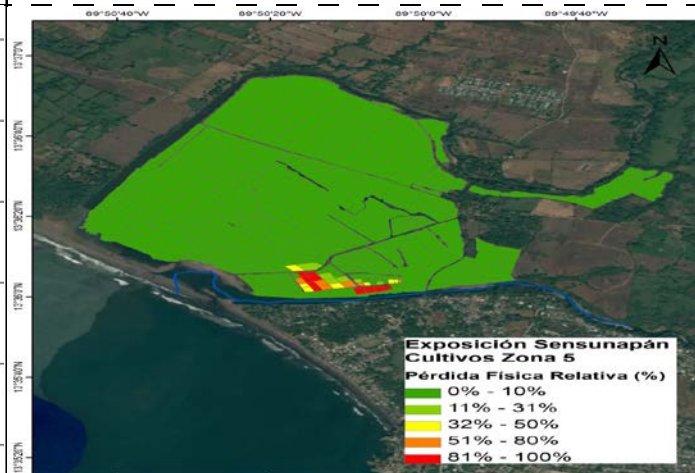 89°50'40"W 89°50'20"W 89°50'0"W 89°49'40"W
N
Exposición Sensunapán
Cultivos Zona 5
Pérdida Física Relativa (%)
0% - 10%
11% - 31%
32% - 50%
51% - 80%
81% - 100%